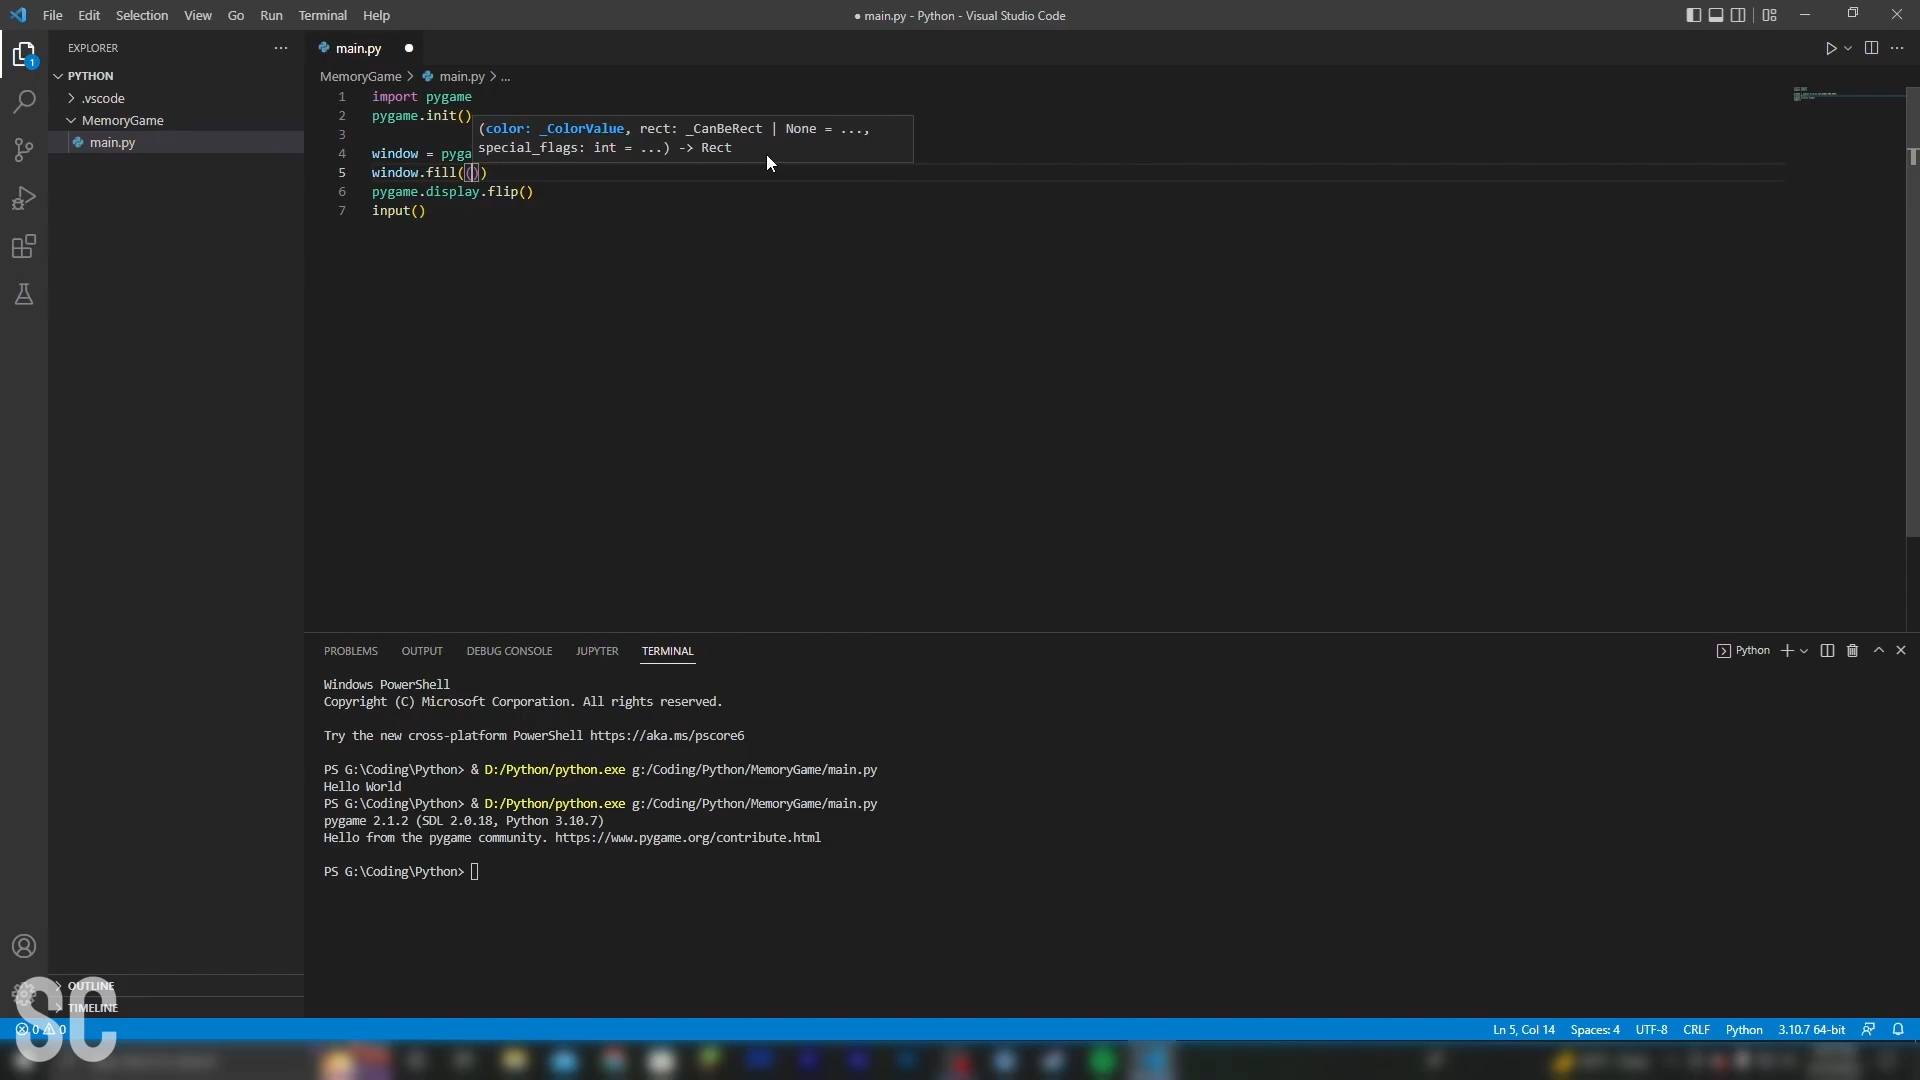 File Edit Selection View Go Run Terminal Help
● main.py - Python - Visual Studio Code
EXPLORER
main.py
1
PYTHON
.vscode
MemoryGame
main.py
MemoryGame > main.py > ...
1 import pygame
2 pygame.init()
3
4 window = pyga
5 window.fill(())
6 pygame.display.flip()
7 input()
(color: _ColorValue, rect: _CanBeRect | None = ...,
special_flags: int = ...) -> Rect
PROBLEMS OUTPUT DEBUG CONSOLE JUPYTER TERMINAL
Python
Windows PowerShell
Copyright (C) Microsoft Corporation. All rights reserved.
Try the new cross-platform PowerShell https://aka.ms/pscore6
PS G:\Coding\Python> & D:/Python/python.exe g:/Coding/Python/MemoryGame/main.py
Hello World
PS G:\Coding\Python> & D:/Python/python.exe g:/Coding/Python/MemoryGame/main.py
pygame 2.1.2 (SDL 2.0.18, Python 3.10.7)
Hello from the pygame community. https://www.pygame.org/contribute.html
PS G:\Coding\Python>
OUTLINE
TIMELINE
SC
0 0
Ln 5, Col 14 Spaces: 4 UTF-8 CRLF Python 3.10.7 64-bit